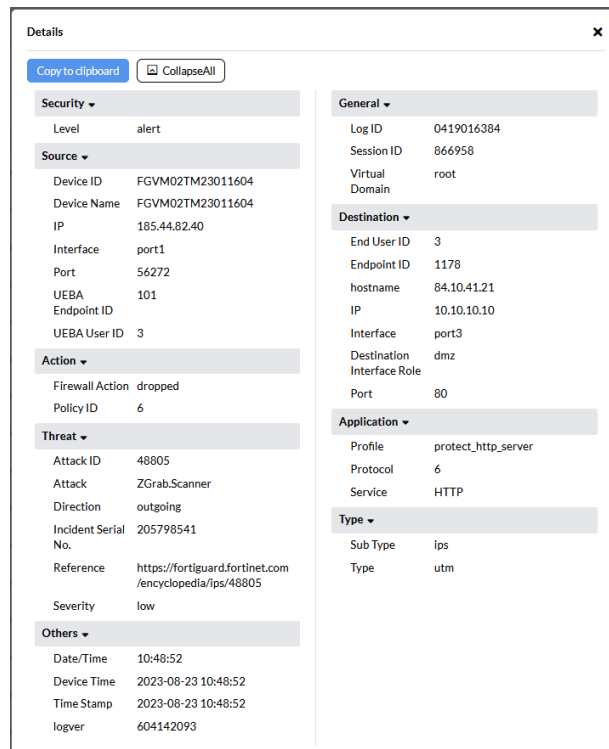 Details
Copy to clipboard
CollapseAll
Security
Level alert
Source
Device ID FGVM02TM23011604
Device Name FGVM02TM23011604
IP 185.44.82.40
Interface port1
Port 56272
UEBA 101
Endpoint ID
UEBA User ID 3
Action
Firewall Action dropped
Policy ID 6
Threat
Attack ID 48805
Attack ZGrab.Scanner
Direction outgoing
Incident Serial 205798541
No.
Reference https://fortiguard.fortinet.com
/encyclopedia/ips/48805
Severity low
Others
Date/Time 10:48:52
Device Time 2023-08-23 10:48:52
Time Stamp 2023-08-23 10:48:52
logver 604142093
General
Log ID 0419016384
Session ID 866958
Virtual root
Domain
Destination
End User ID 3
Endpoint ID 1178
hostname 84.10.41.21
IP 10.10.10.10
Interface port3
Destination dmz
Interface Role
Port 80
Application
Profile protect_http_server
Protocol 6
Service HTTP
Type
Sub Type ips
Type utm